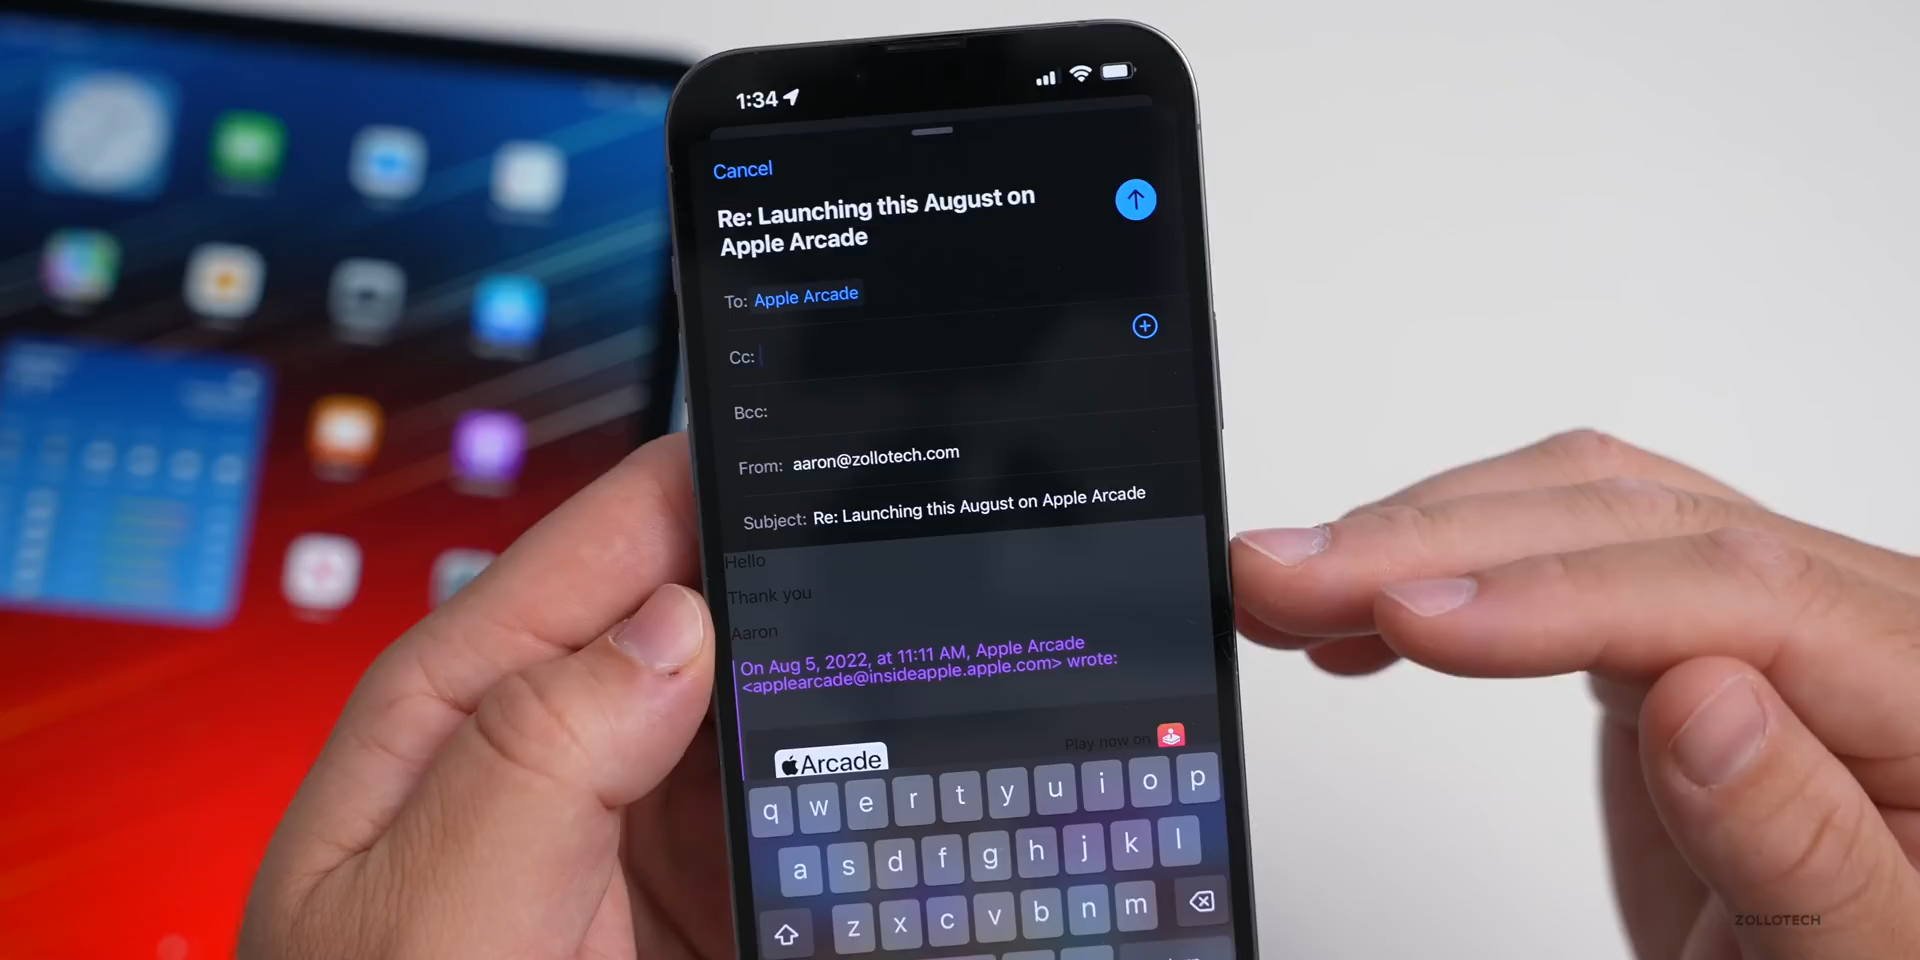 1:34
Cancel
Re: Launching this August on
Apple Arcade
To: Apple Arcade
Cc:
Bcc:
From: aaron@zollotech.com
Subject: Re: Launching this August on Apple Arcade
Hello
Thank you
Aaron
On Aug 5, 2022, at 11:11 AM, Apple Arcade
<applearcade@insideapple.apple.com> wrote:
Play now on
Arcade
q w e r t y u i o p
a s d f g h j k l
z x c v b n m
ZOLLOTECH